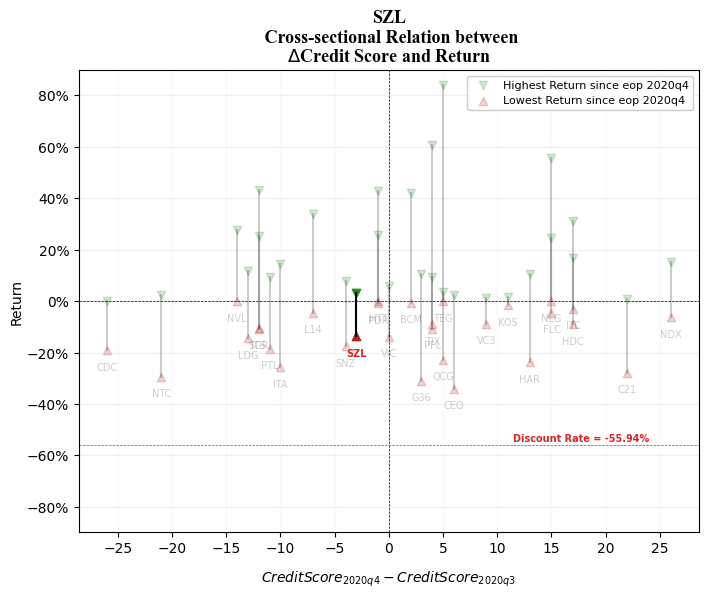 SZL
Cross-sectional Relation between
ΔCredit Score and Return
Highest Return since eop 2020q4
Lowest Return since eop 2020q4
Return
80%
60%
40%
20%
0%
−20%
−40%
−60%
−80%
NVL
TEG
BCM
L14
KOS
NLG
FLC
VC3
HDC
NDX
LDG
PTL
SZL
VIC
SNZ
CDC
ITA
QCG
HAR
NTC
G36
CEO
C21
Discount Rate = -55.94%
−25
−20
−15
−10
−5
0
5
10
15
20
25
CreditScore2020q4 − CreditScore2020q3